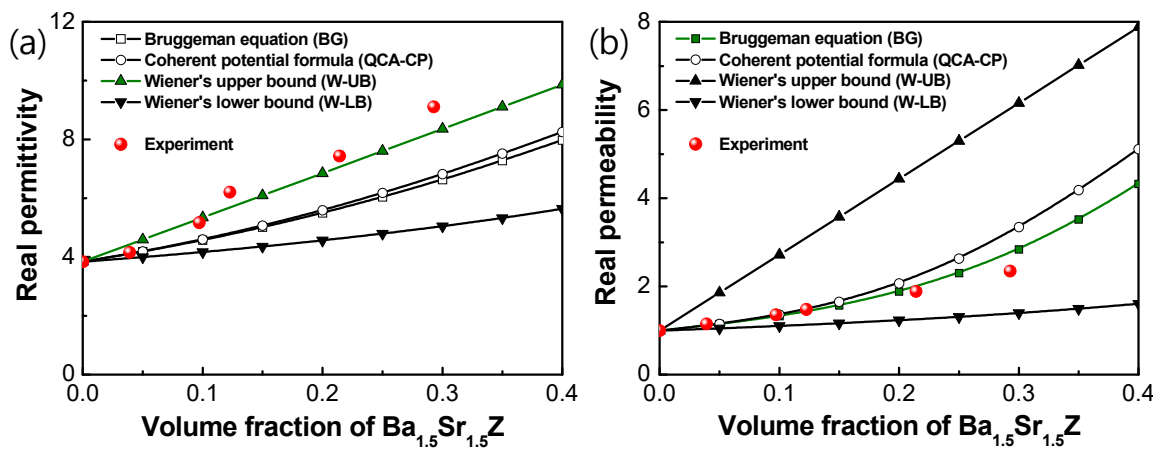 (a)
12
8
4
0
Real permittivity
Bruggeman equation (BG)
Coherent potential formula (QCA-CP)
Wiener's upper bound (W-UB)
Wiener's lower bound (W-LB)
Experiment
0.0 0.1 0.2 0.3 0.4
Volume fraction of Ba1.5Sr1.5Z
(b)
8
6
4
2
0
Real permeability
Bruggeman equation (BG)
Coherent potential formula (QCA-CP)
Wiener's upper bound (W-UB)
Wiener's lower bound (W-LB)
Experiment
0.0 0.1 0.2 0.3 0.4
Volume fraction of Ba1.5Sr1.5Z